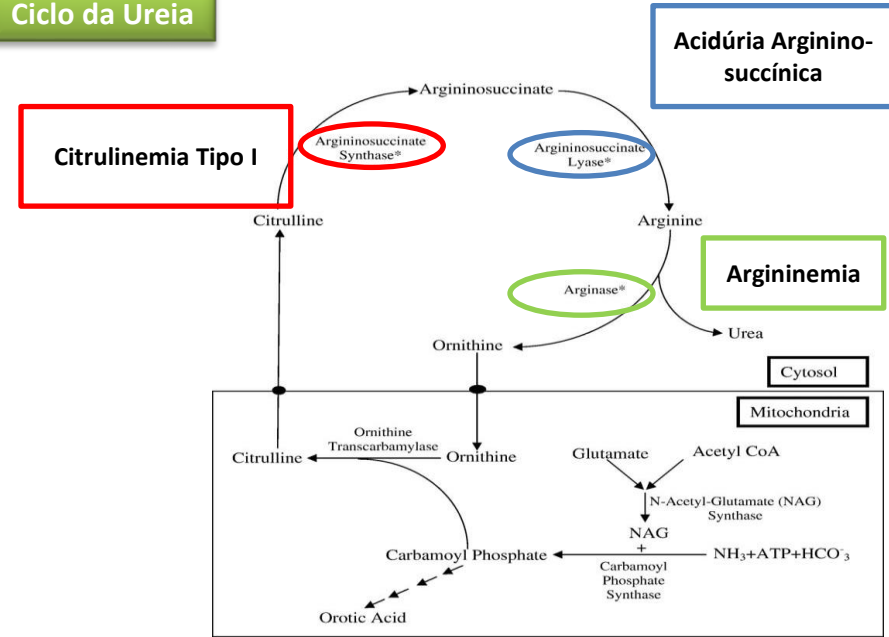 Ciclo da Ureia
Acidúria Arginino-
succínica
Argininosuccinate
Citrulinemia Tipo I
Argininosuccinate
Synthase*
Argininosuccinate
Lyase*
Citrulline
Arginine
Argininemia
Arginase*
Urea
Ornithine
Cytosol
Mitochondria
Ornithine
Transcarbamylase
Citrulline
Ornithine
Glutamate
Acetyl CoA
N-Acetyl-Glutamate (NAG)
Synthase
NAG
+
Carbamoyl Phosphate
NH3+ATP+HCO-3
Carbamoyl
Phosphate
Synthase
Orotic Acid